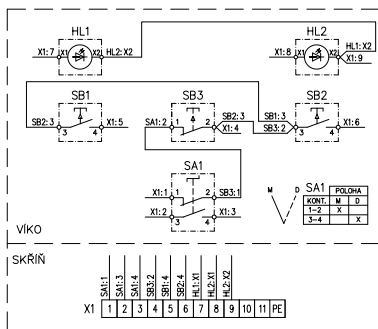 HL1
HL2
X1:7
X1
X2
HL2:X2
X1:8
X1
X2
HL1:X2
X1:9
SB1
SB3
SB2
SB2:3
3
4
X1:5
SA1:2
1
2
SB2:3
X1:4
SB1:3
SB3:2
3
4
X1:6
SA1
X1:1
1
2
SB3:1
X1:2
3
4
X1:3
M
D
SA1
POLOHA
KONT.
M
D
1-2
X
3-4
X
VÍKO
SKŘÍŇ
SA1:1
SA1:3
SA1:4
SB3:2
SB1:4
SB2:4
HL1:X1
HL2:X1
HL2:X2
X1
1
2
3
4
5
6
7
8
9
10
11
PE